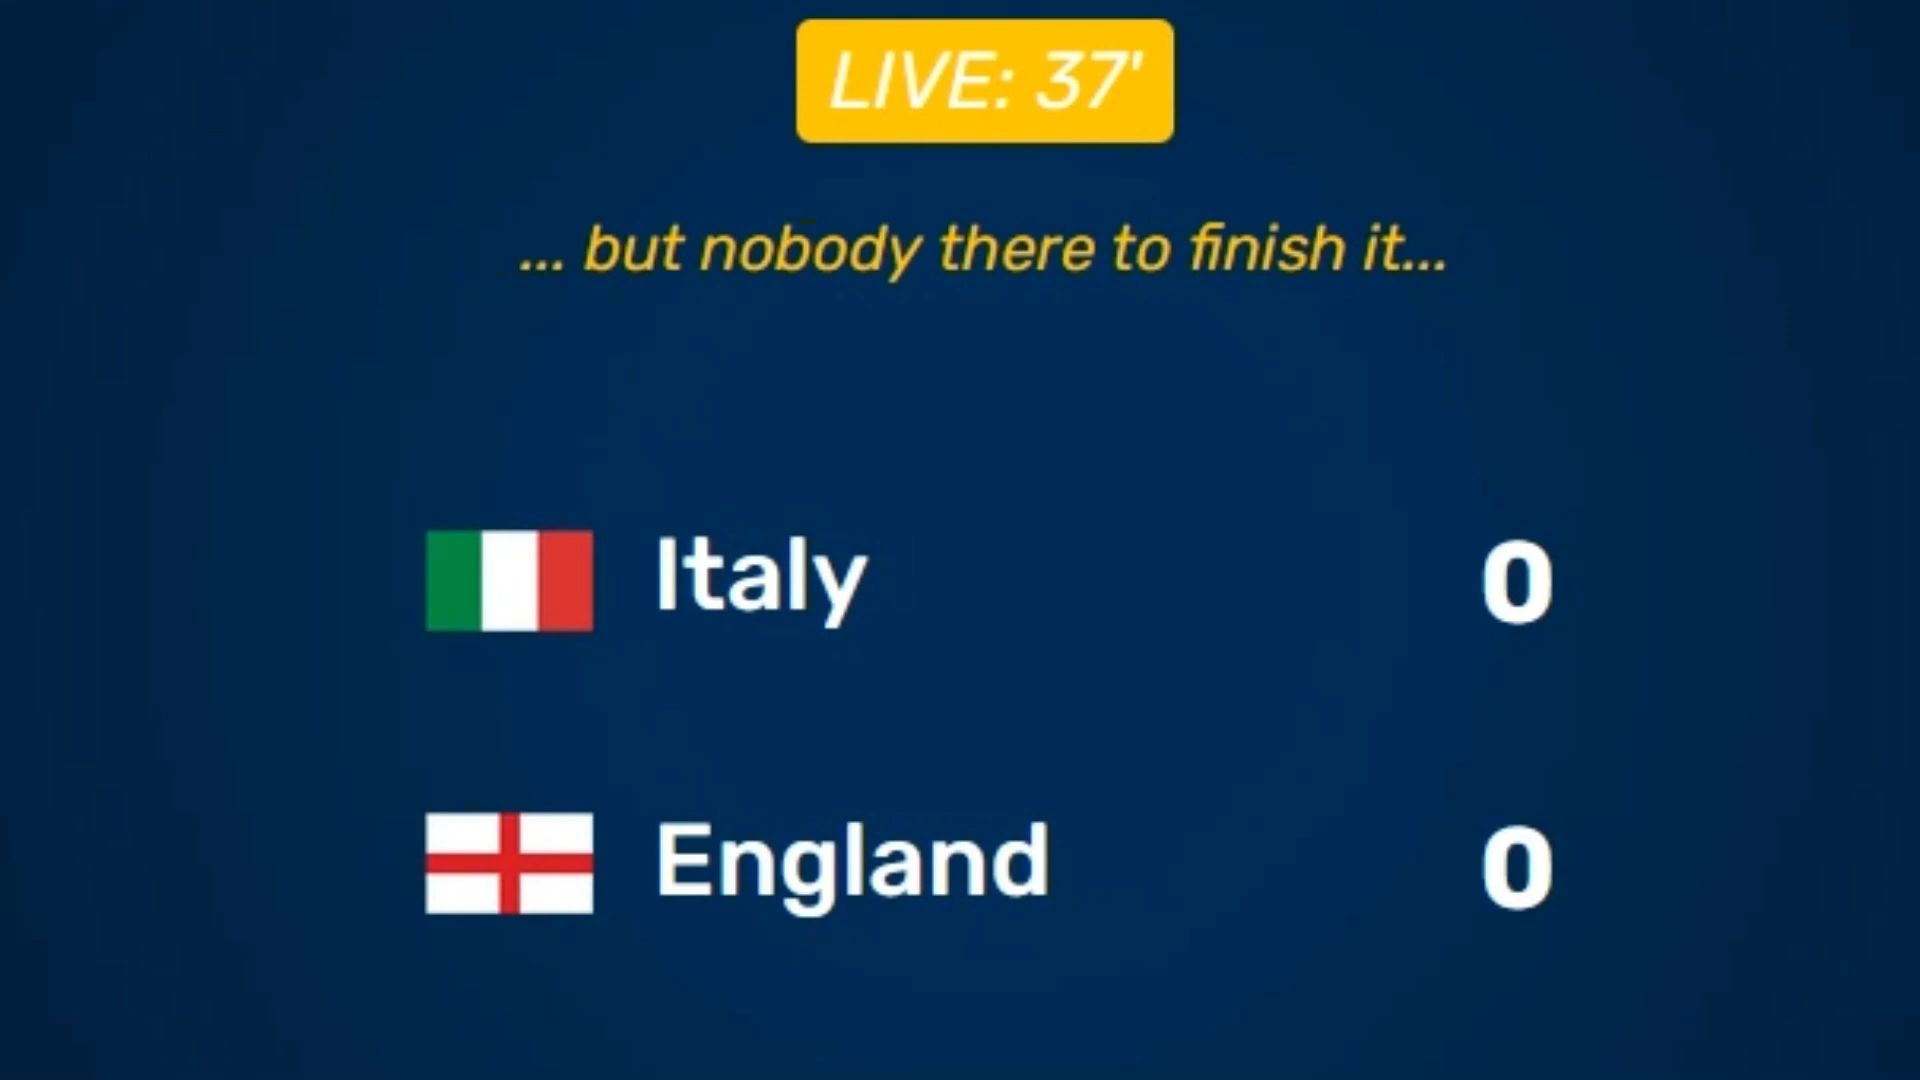 LIVE: 37'
... but nobody there to finish it...
Italy 0
England 0